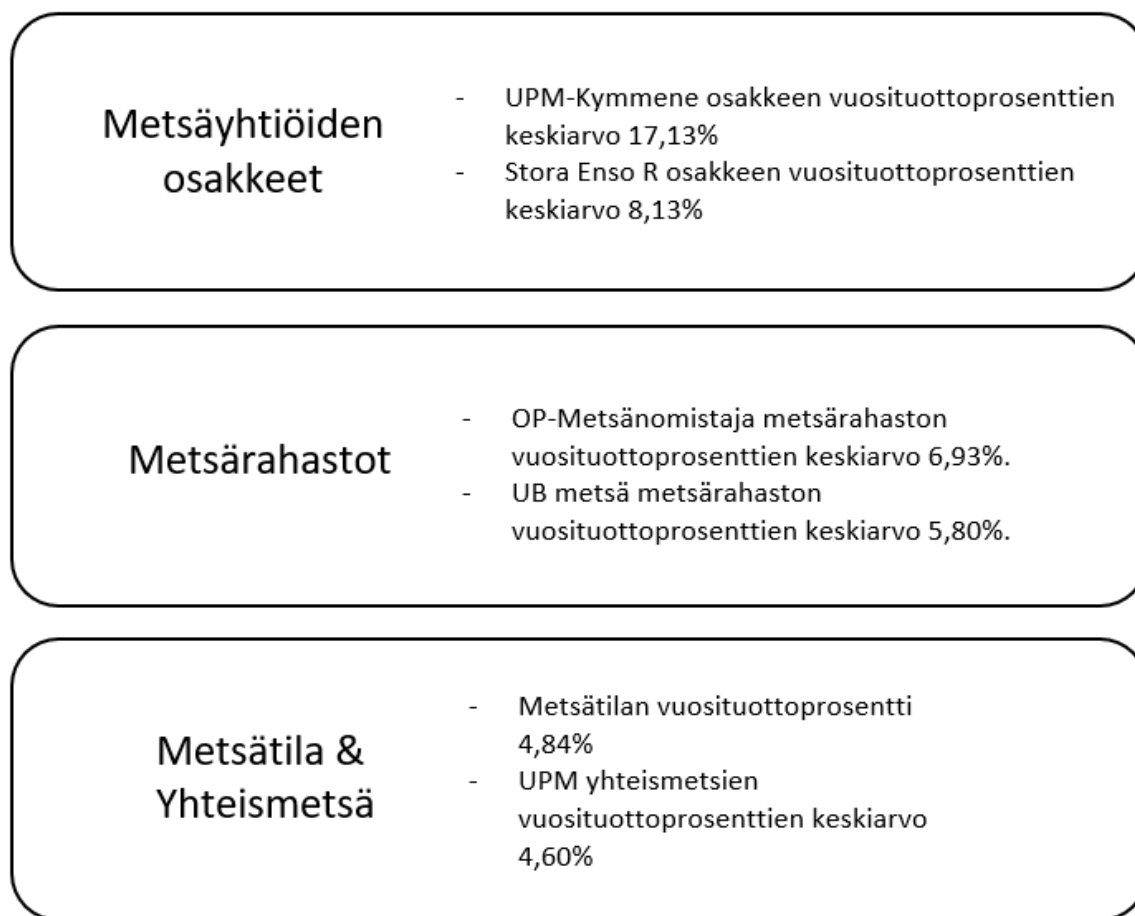 Metsäyhtiöiden
osakkeet
- UPM-Kymmene osakkeen vuosituottoprosenttien
keskiarvo 17,13%
- Stora Enso R osakkeen vuosituottoprosenttien
keskiarvo 8,13%
Metsärahastot
- OP-Metsänomistaja metsärahaston
vuosituottoprosenttien keskiarvo 6,93%.
- UB metsä metsärahaston
vuosituottoprosenttien keskiarvo 5,80%.
Metsätila &
Yhteismetsä
- Metsätilan vuosituottoprosentti
4,84%
- UPM yhteismetsien
vuosituottoprosenttien keskiarvo
4,60%